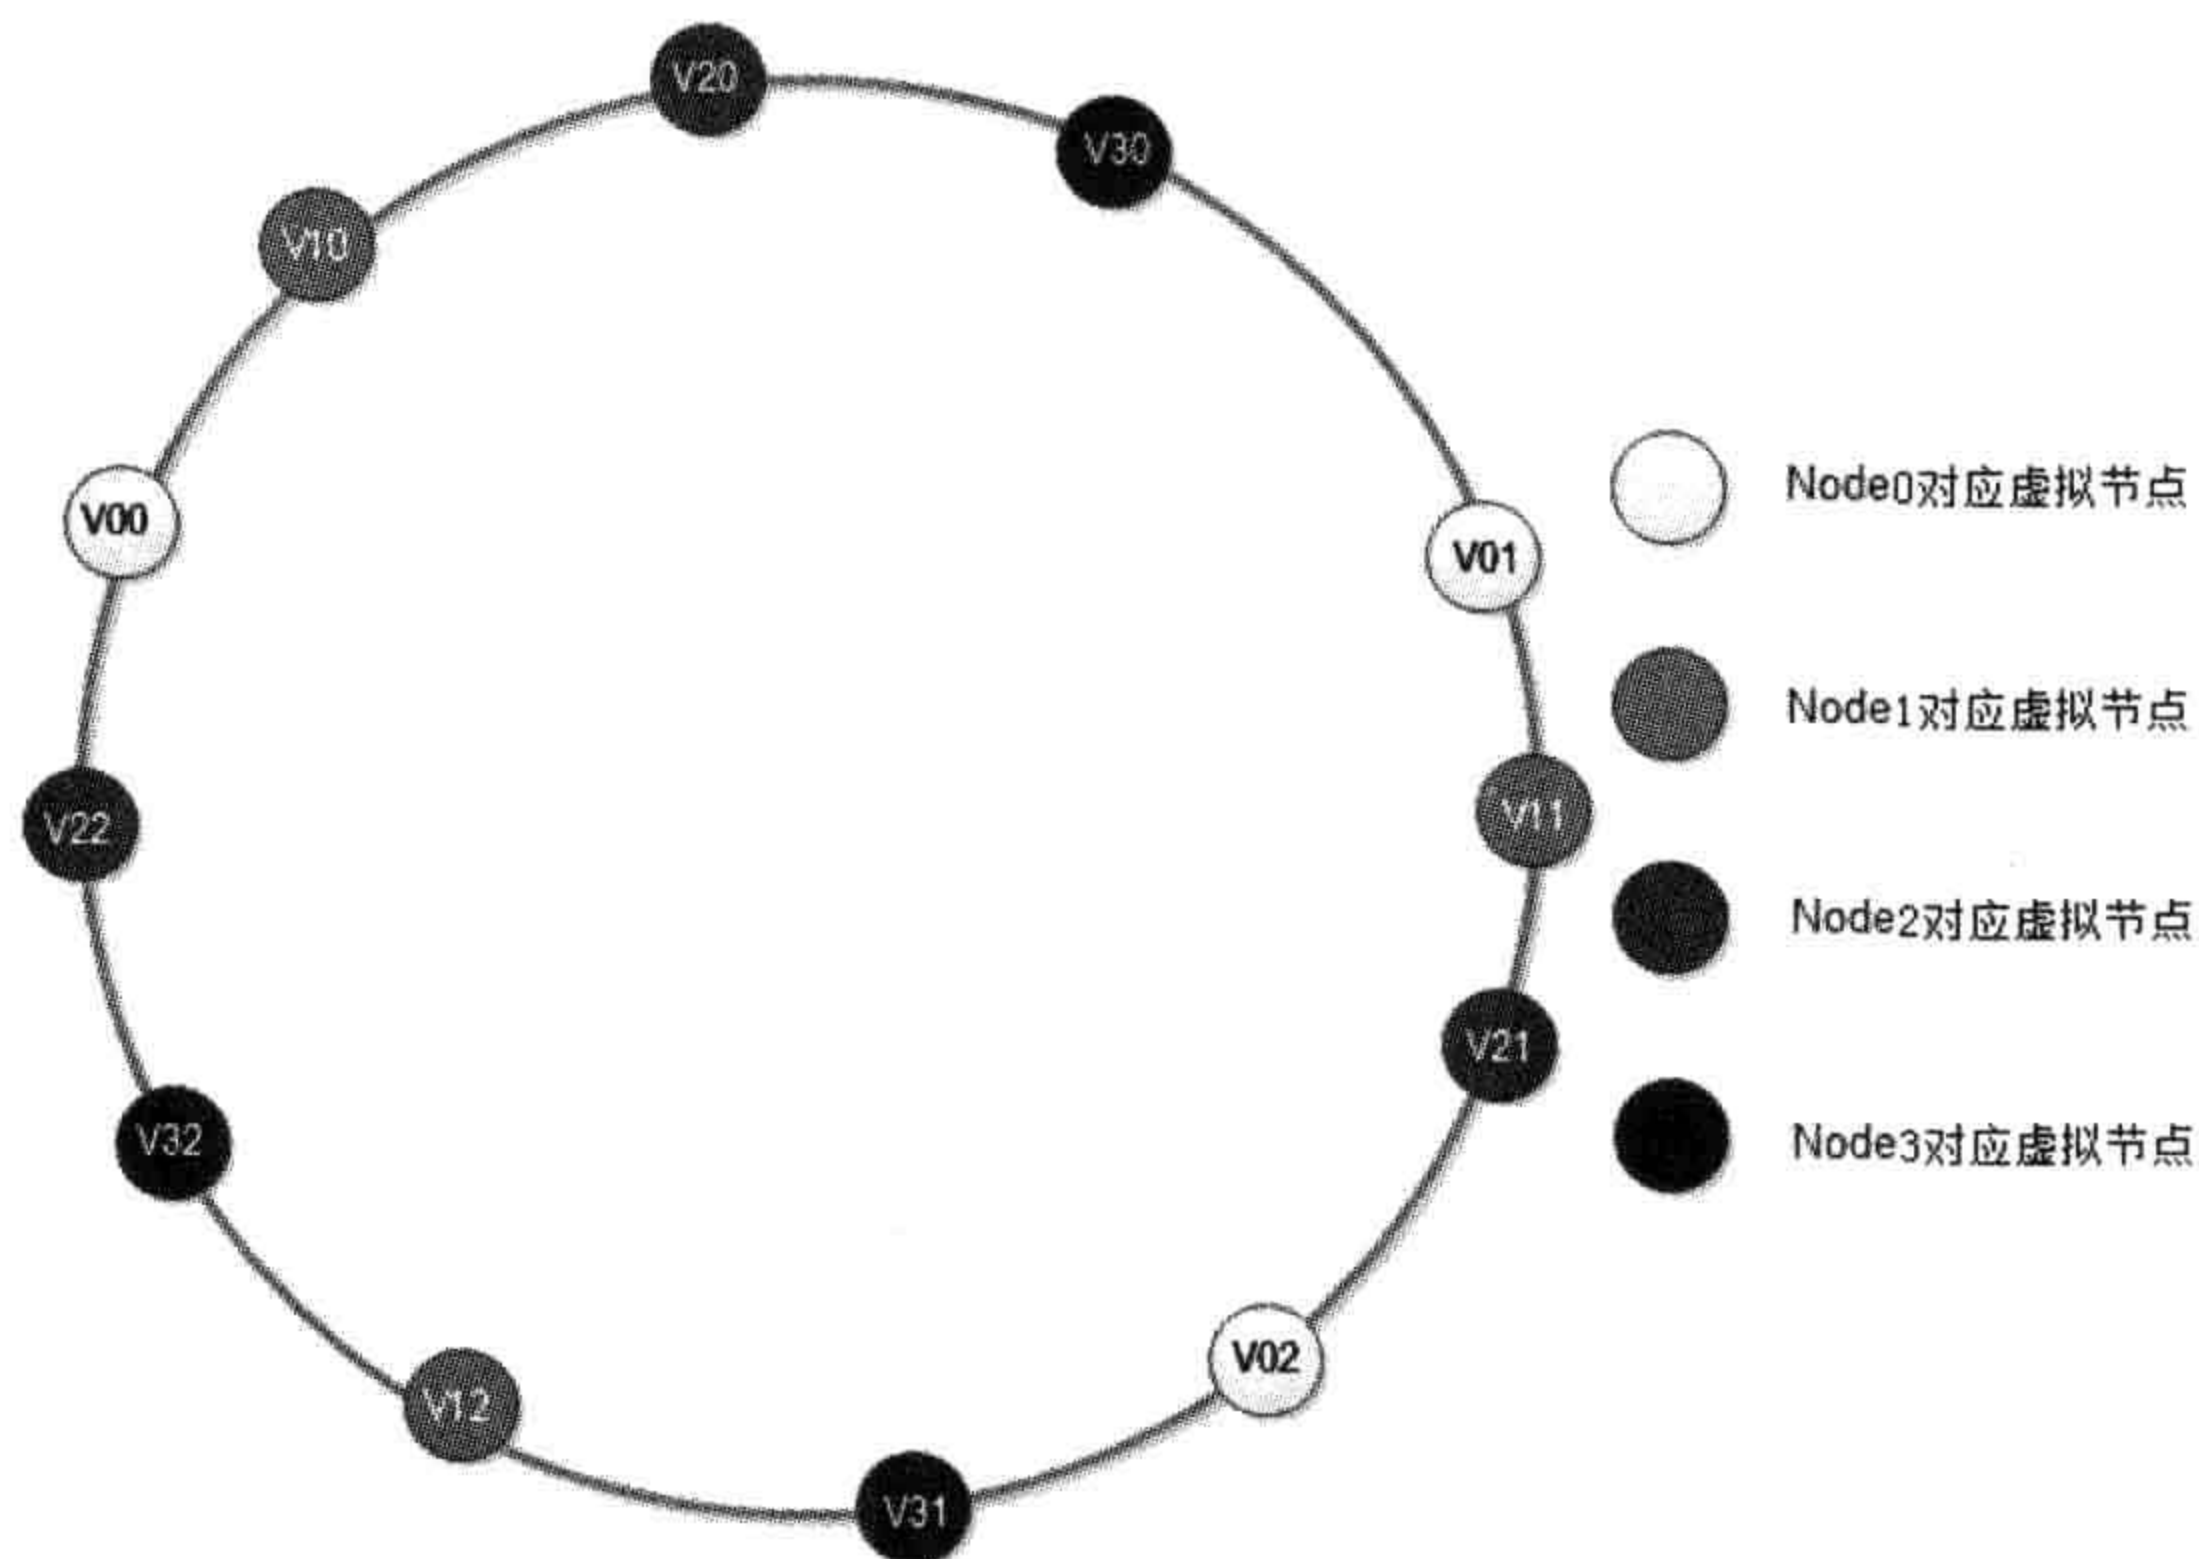 V20
V30
V10
V00
V01
Node0对应虚拟节点
Node1对应虚拟节点
V22
V11
Node2对应虚拟节点
V21
V32
Node3对应虚拟节点
V02
V12
V31